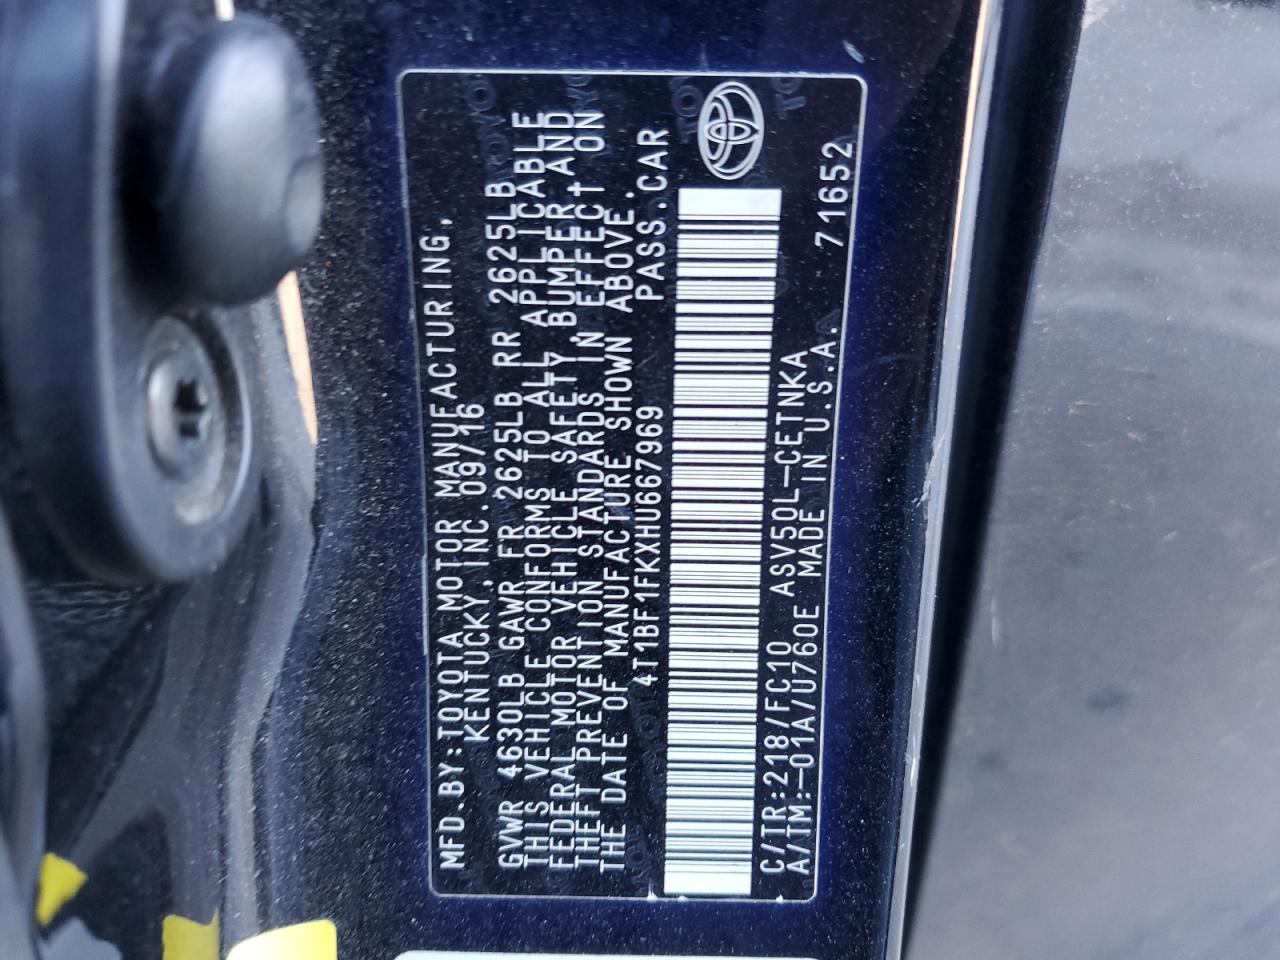 MFD.BY:TOYOTA MOTOR MANUFACTURING,
KENTUCKY,INC.09/16
GVWR 4630LB GAWR FR 2625LB RR 2625LB
THIS VEHICLE CONFORMS TO ALL APPLICABLE
FEDERAL MOTOR VEHICLE SAFETY,BUMPER,AND
THEFT PREVENTION STANDARDS IN EFFECT ON
THE DATE OF MANUFACTURE SHOWN ABOVE.
4T1BF1FKXHU667969 PASS.CAR
C/TR:218/FC10 ASV50L-CETNKA 71652
A/TM:-01A/U760E MADE IN U.S.A.